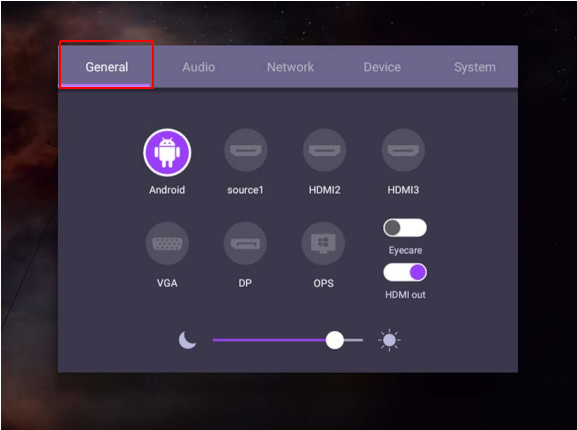 General Audio Network Device System
Android source1 HDMI2 HDMI3
Eyecare
VGA DP OPS HDMI out